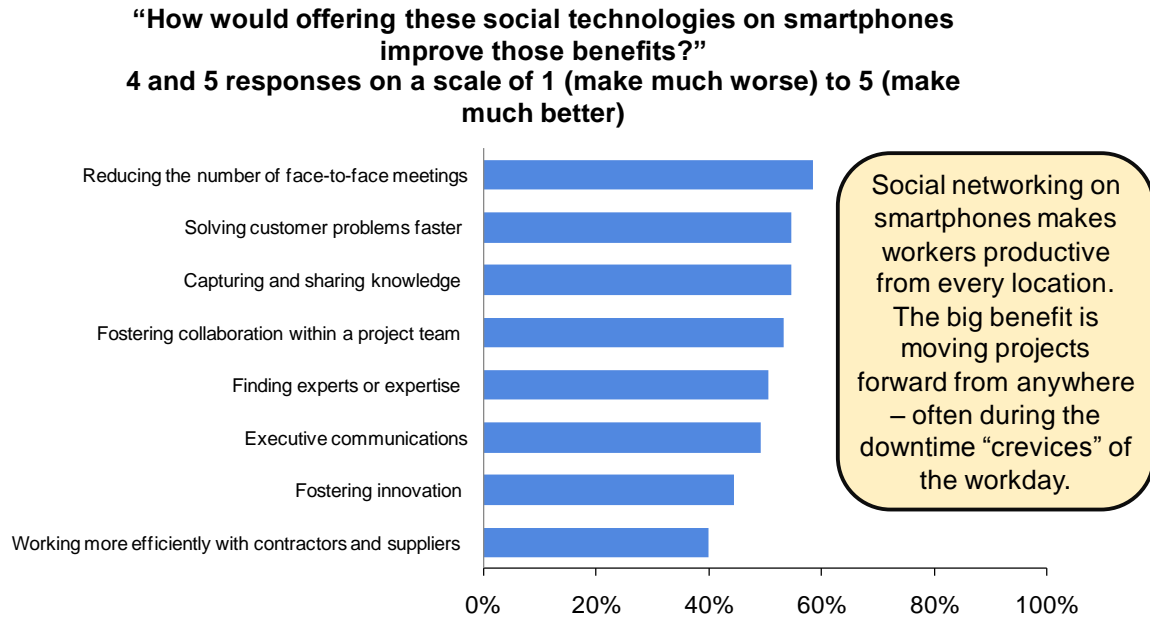 “How would offering these social technologies on smartphones
improve those benefits?”
4 and 5 responses on a scale of 1 (make much worse) to 5 (make
much better)
Reducing the number of face-to-face meetings
Solving customer problems faster
Capturing and sharing knowledge
Fostering collaboration within a project team
Finding experts or expertise
Executive communications
Fostering innovation
Working more efficiently with contractors and suppliers
0% 20% 40% 60% 80% 100%
Social networking on
smartphones makes
workers productive
from every location.
The big benefit is
moving projects
forward from anywhere
– often during the
downtime “crevices” of
the workday.